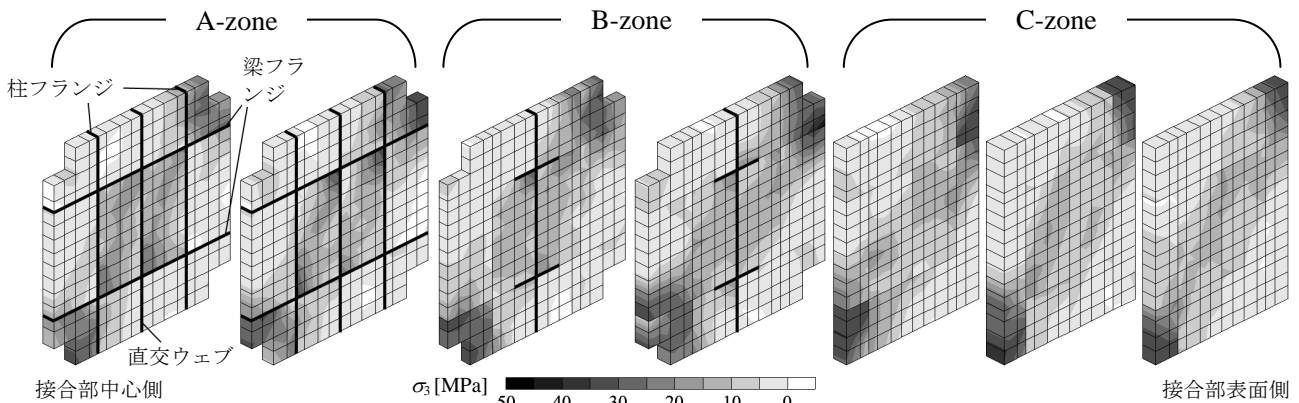 A-zone
B-zone
C-zone
柱フランジ
梁フラ
ンジ
直交ウェブ
接合部中心側
σ3 [MPa]
50 40 30 20 10 0
接合部表面側